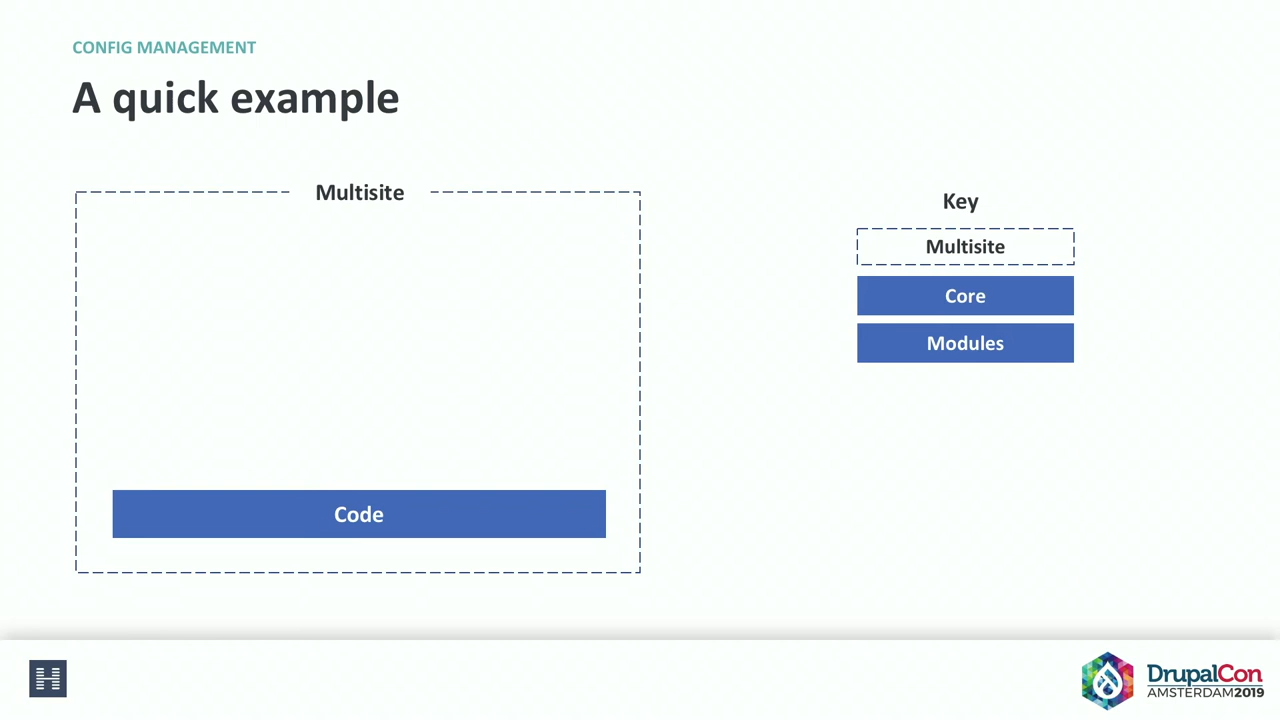 CONFIG MANAGEMENT
A quick example
Multisite
Code
Key
Multisite
Core
Modules
DrupalCon
AMSTERDAM2019